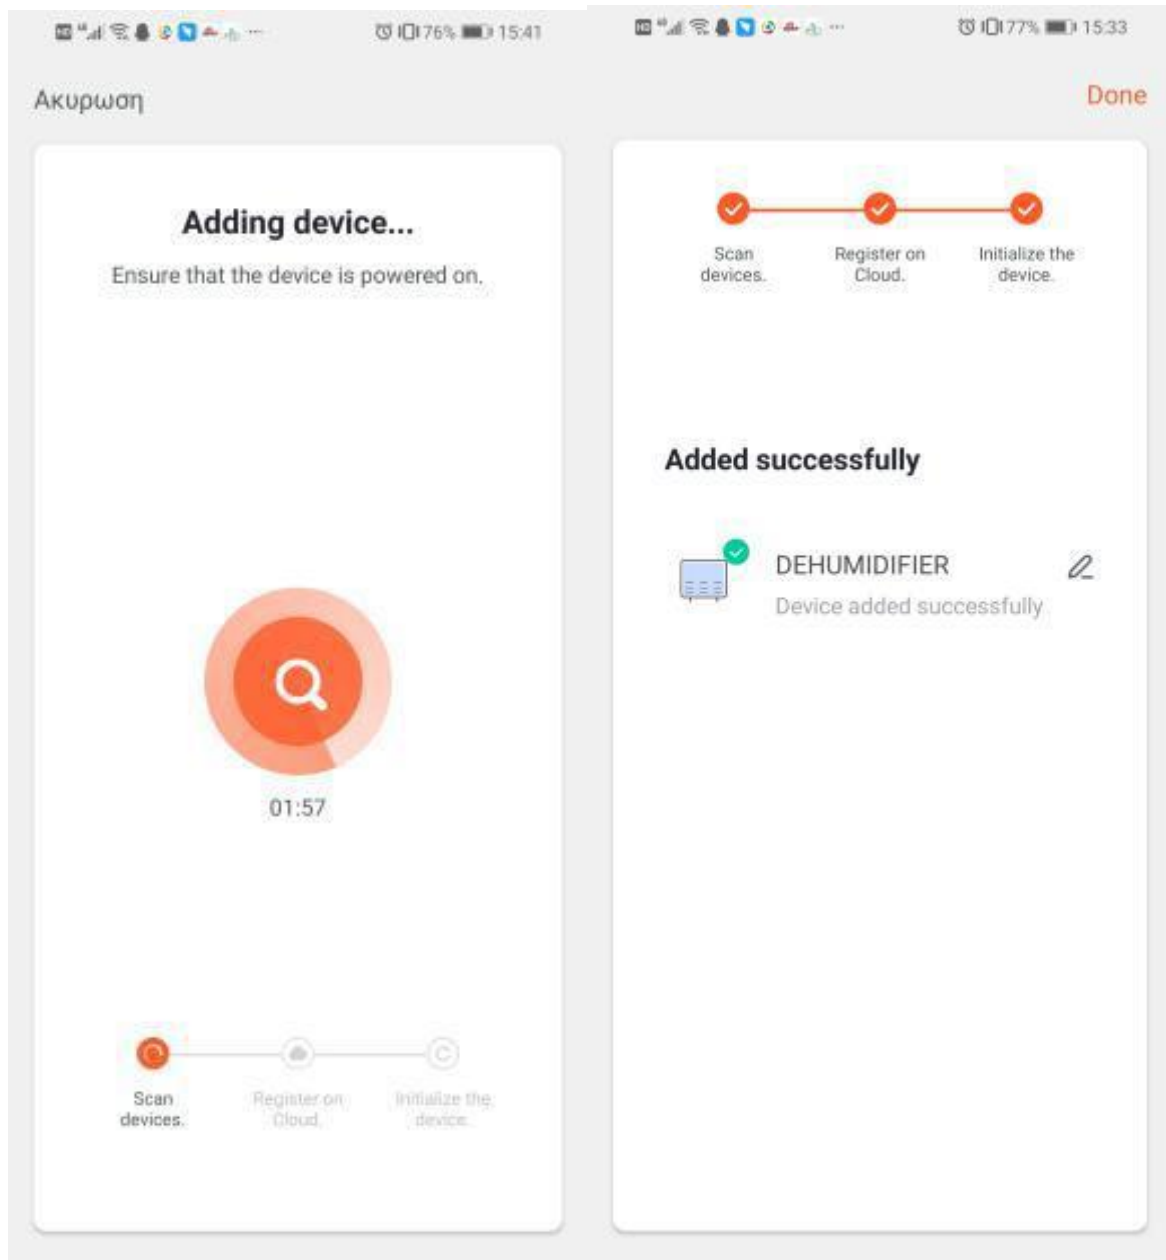 76% 15:41
Ακυρωση
Adding device...
Ensure that the device is powered on.
01:57
Scan
devices.
Register on
Cloud.
Initialize the
device.
77% 15:33
Done
Scan
devices.
Register on
Cloud.
Initialize the
device.
Added successfully
DEHUMIDIFIER
Device added successfully